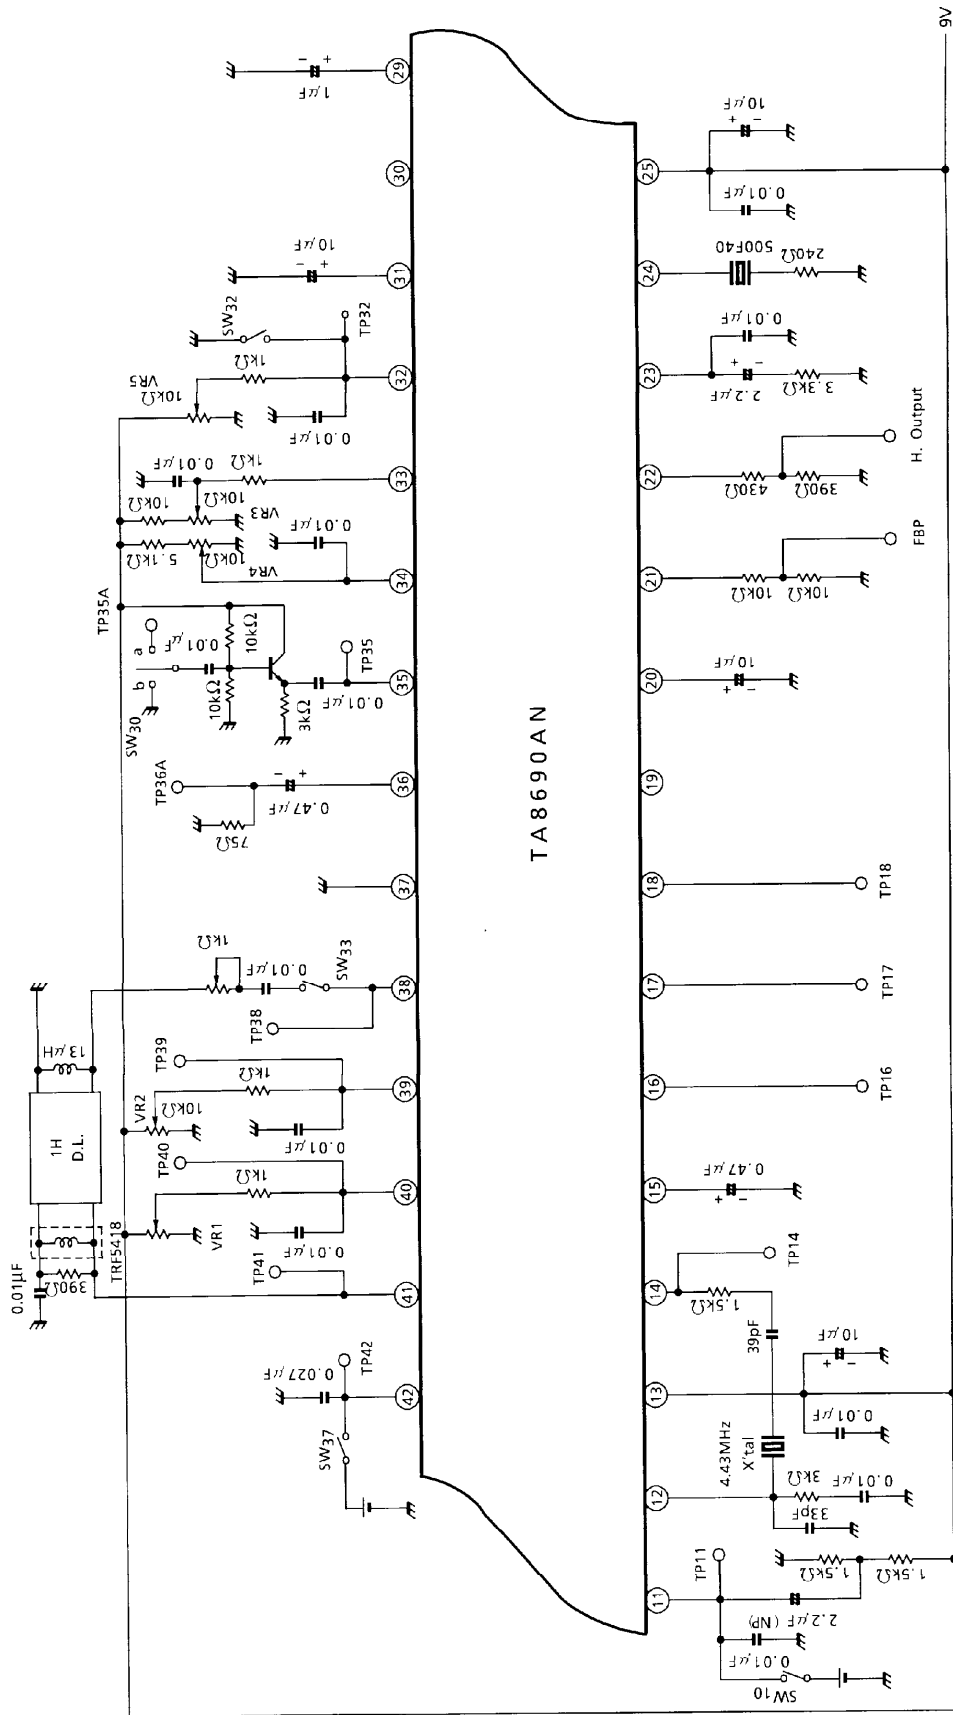 9V
29
1μF
30
31
10μF
SW32
TP32
1kΩ
VR5
10kΩ
32
0.01μF
0.01μF
1kΩ
33
10kΩ
10kΩ
VR3
0.01μF
5.1kΩ
10kΩ
VR4
34
TP35A
a
b
SW30
0.01μF
10kΩ
10kΩ
3kΩ
0.01μF
TP35
35
TP36A
75Ω
0.47μF
36
37
1kΩ
0.01μF
SW33
38
TP38
13μH
1H
D.L.
TRF5418
390Ω
0.01μF
TP39
VR2
10kΩ
1kΩ
39
0.01μF
TP40
VR1
1kΩ
40
0.01μF
TP41
41
TP42
0.027μF
42
SW37
TA8690AN
25
10μF
0.01μF
24
500F40
240Ω
23
0.01μF
2.2μF
3.3kΩ
22
430Ω
390Ω
H. Output
21
10kΩ
10kΩ
FBP
20
10μF
19
18
TP18
17
TP17
16
TP16
15
0.47μF
14
TP14
1.5kΩ
39pF
13
10μF
0.01μF
4.43MHz
X'tal
12
3kΩ
0.01μF
33pF
11
TP11
1.5kΩ
1.5kΩ
2.2μF (NP)
0.01μF
SW10